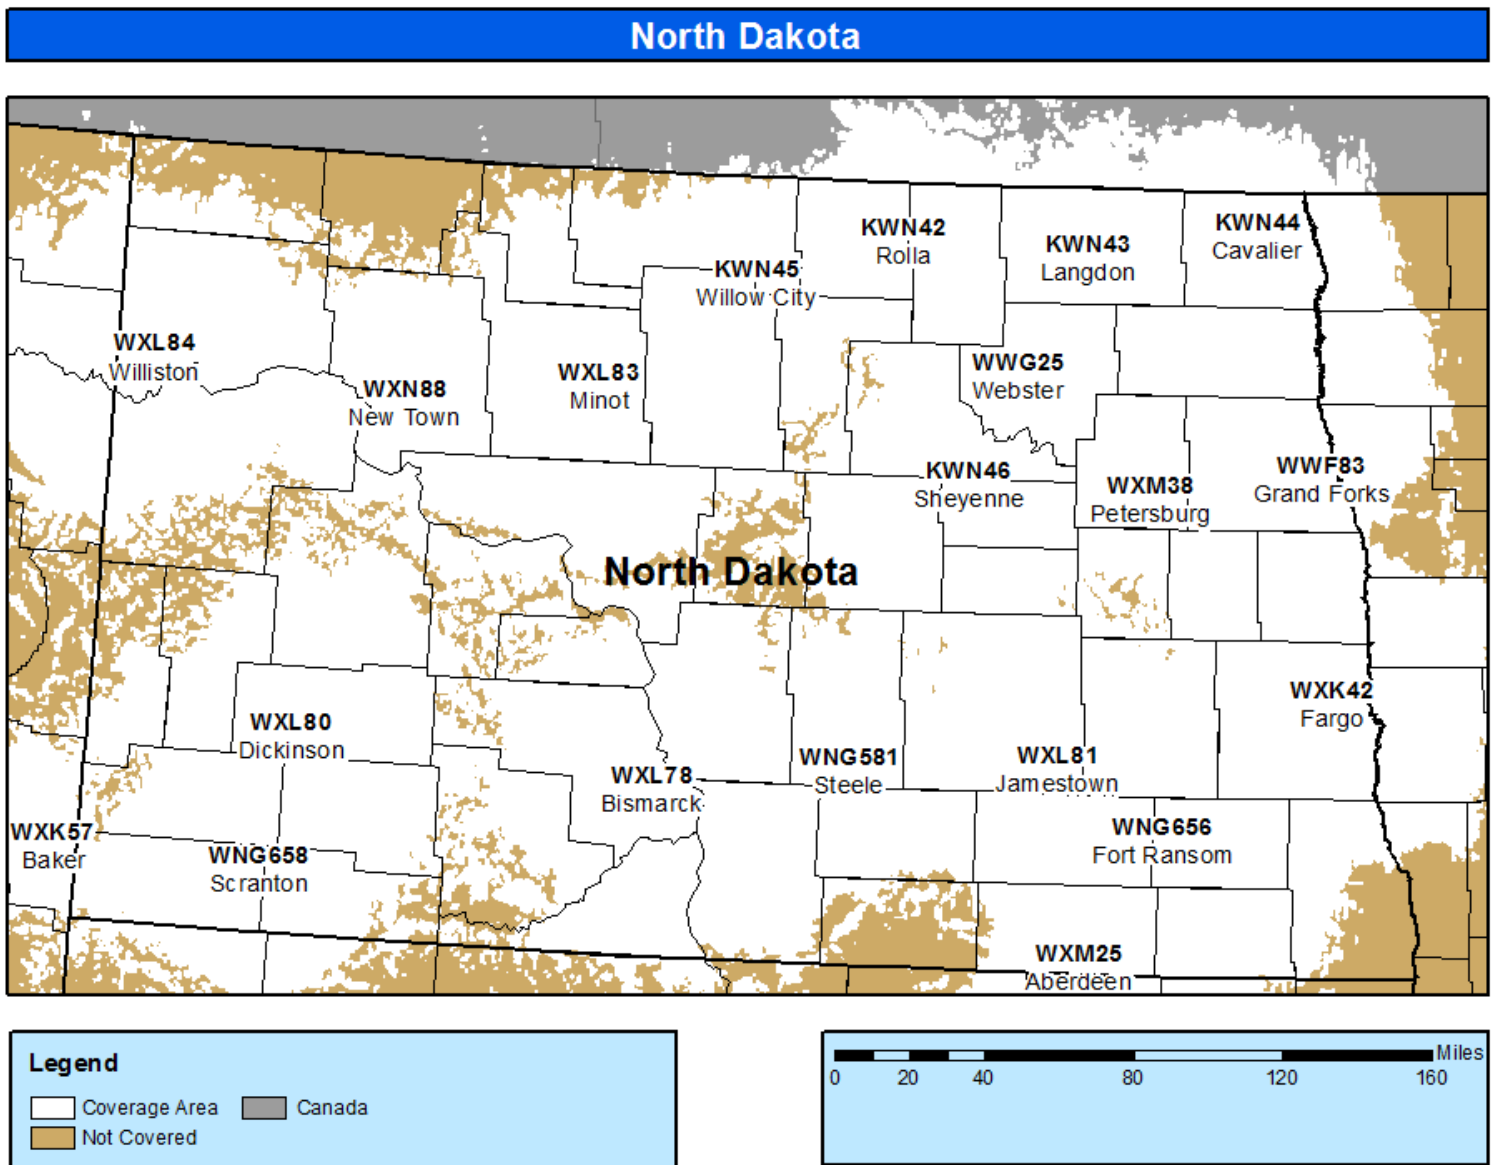 North Dakota
KWN42
Rolla
KWN43
Langdon
KWN44
Cavalier
KWN45
Willow City
WXL84
Williston
WXN88
New Town
WXL83
Minot
WWG25
Webster
KWN46
Sheyenne
WXM38
Petersburg
WWF83
Grand Forks
North Dakota
WXL80
Dickinson
WXL78
Bismarck
WNG581
Steele
WXL81
Jamestown
WXK42
Fargo
WXK57
Baker
WNG658
Scranton
WNG656
Fort Ransom
WXM25
Aberdeen
Legend
Coverage Area
Canada
Not Covered
Miles
0 20 40 80 120 160